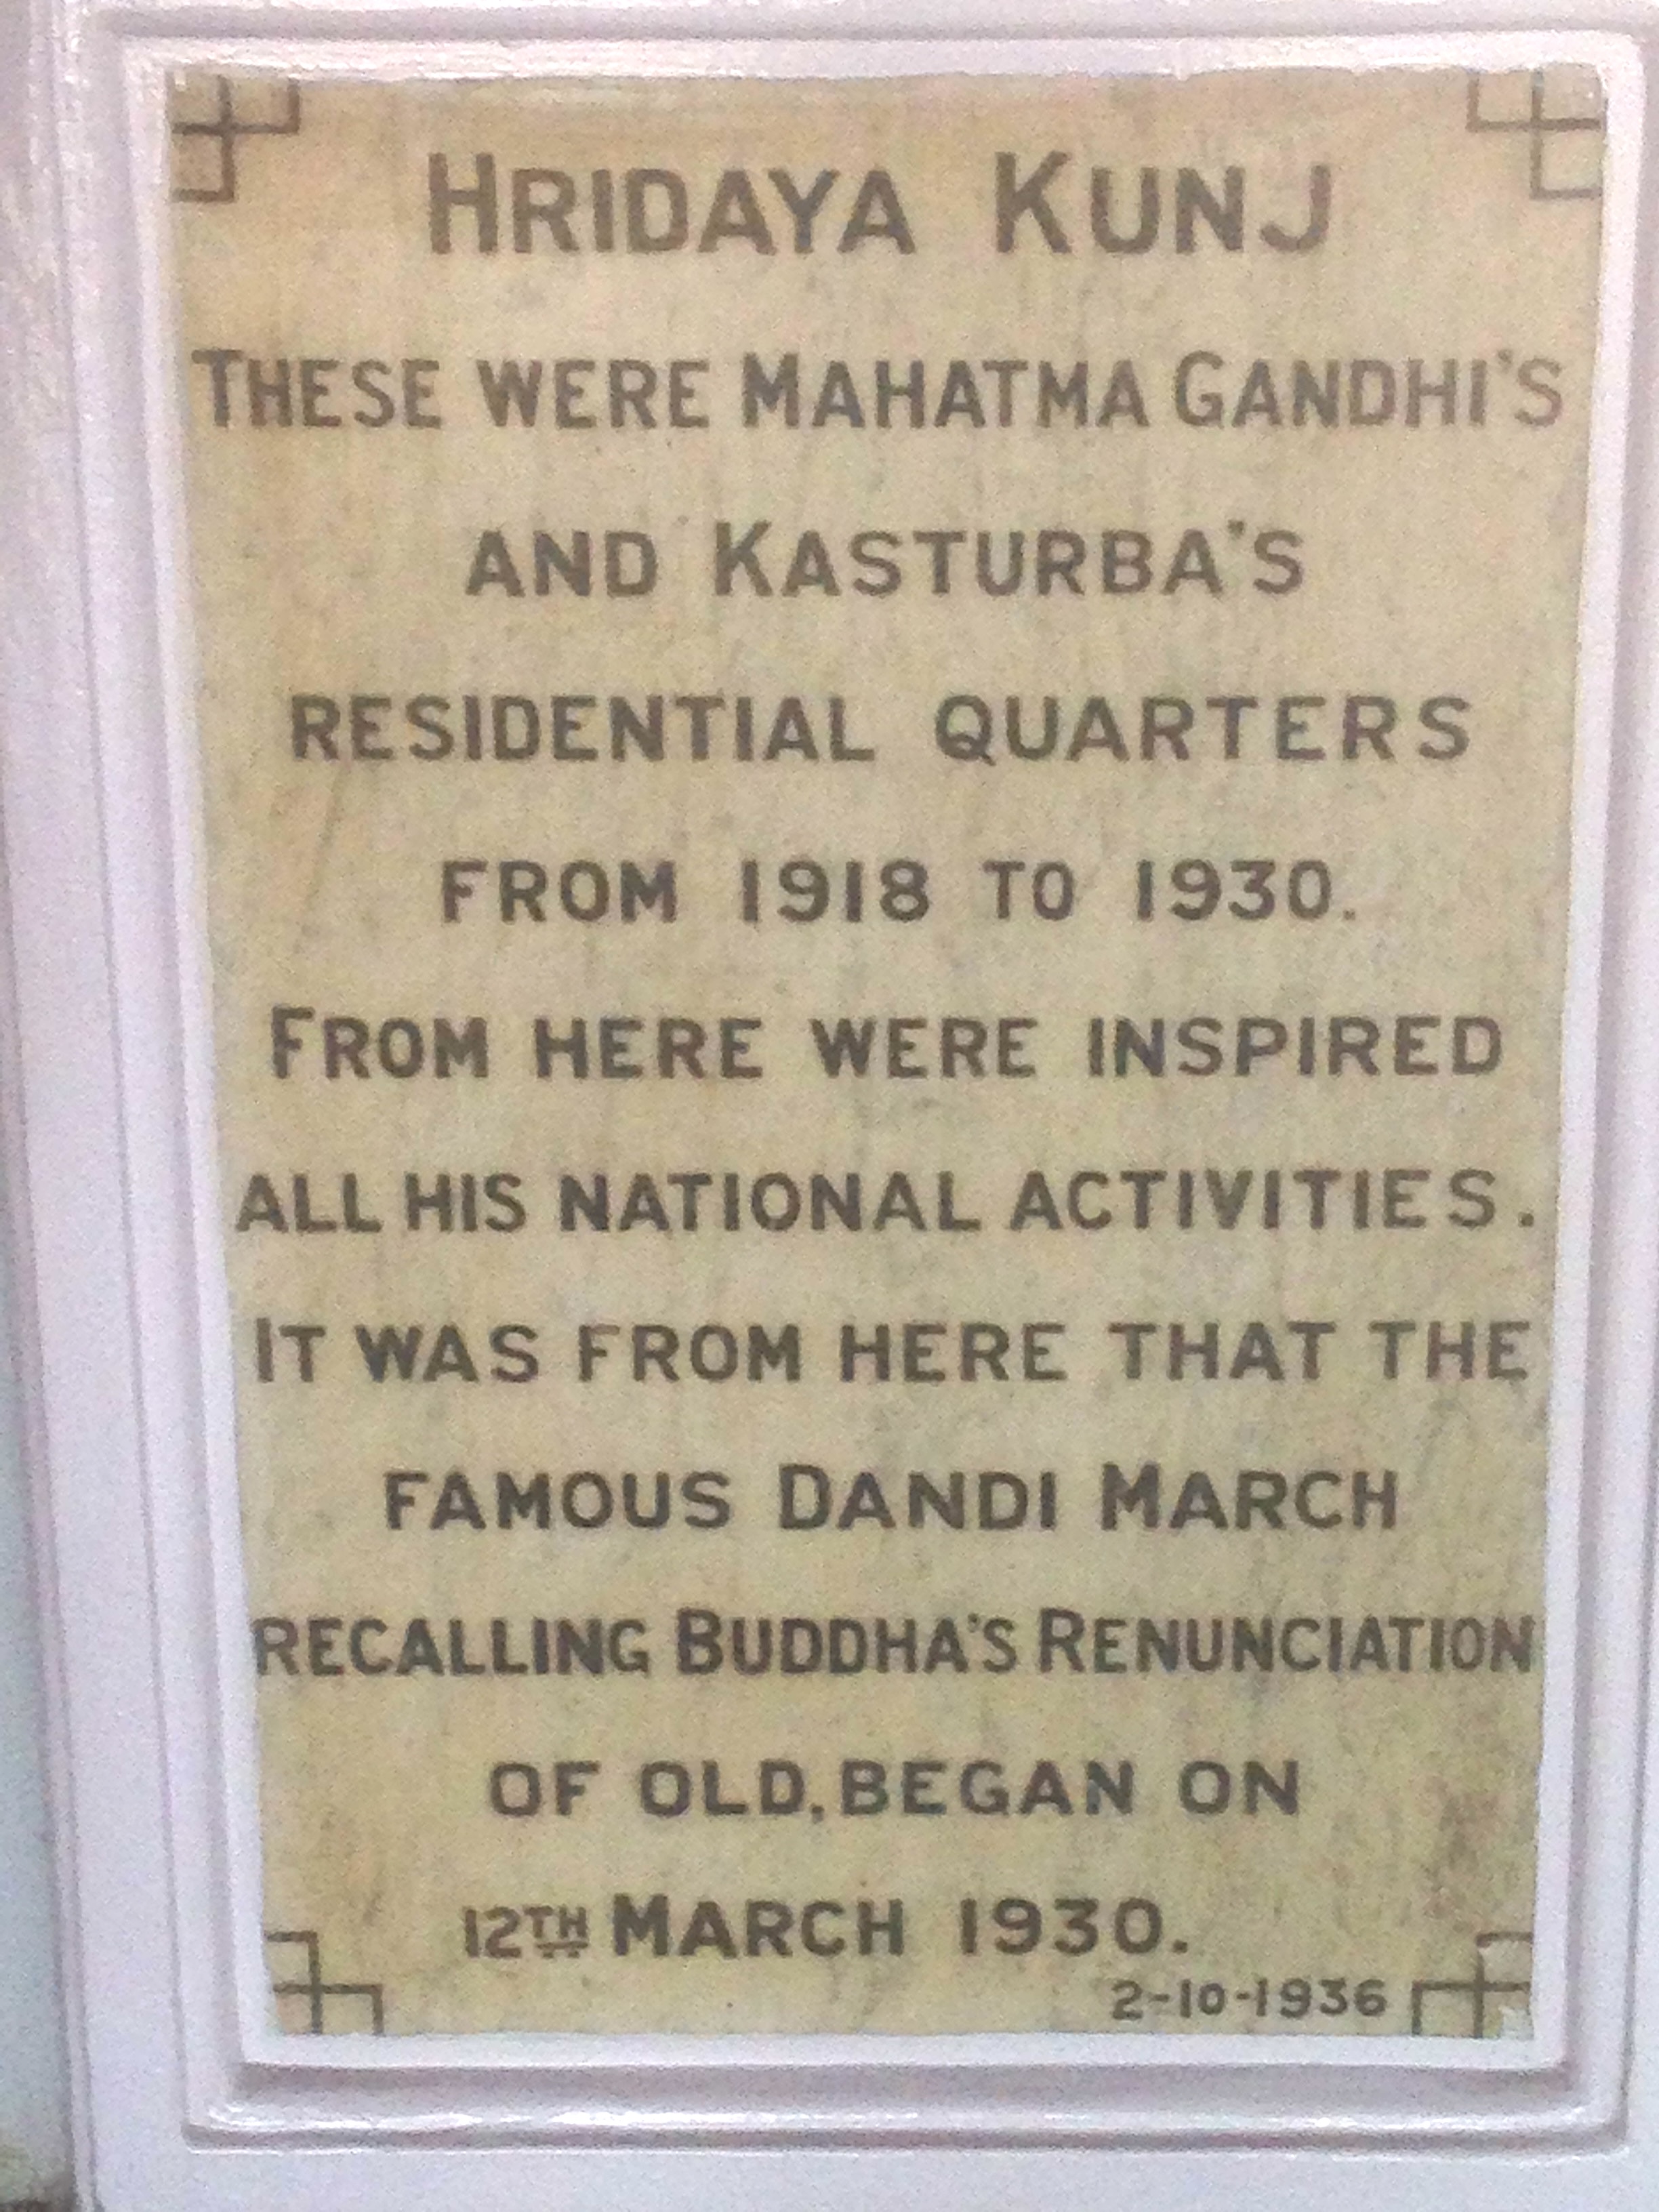 HRIDAYA KUNJ
THESE WERE MAHATMA GANDHI'S
AND KASTURBA'S
RESIDENTIAL QUARTERS
FROM 1918 TO 1930.
FROM HERE WERE INSPIRED
ALL HIS NATIONAL ACTIVITIES.
IT WAS FROM HERE THAT THE
FAMOUS DANDI MARCH
RECALLING BUDDHA'S RENUNCIATION
OF OLD, BEGAN ON
12TH MARCH 1930.
2-10-1936